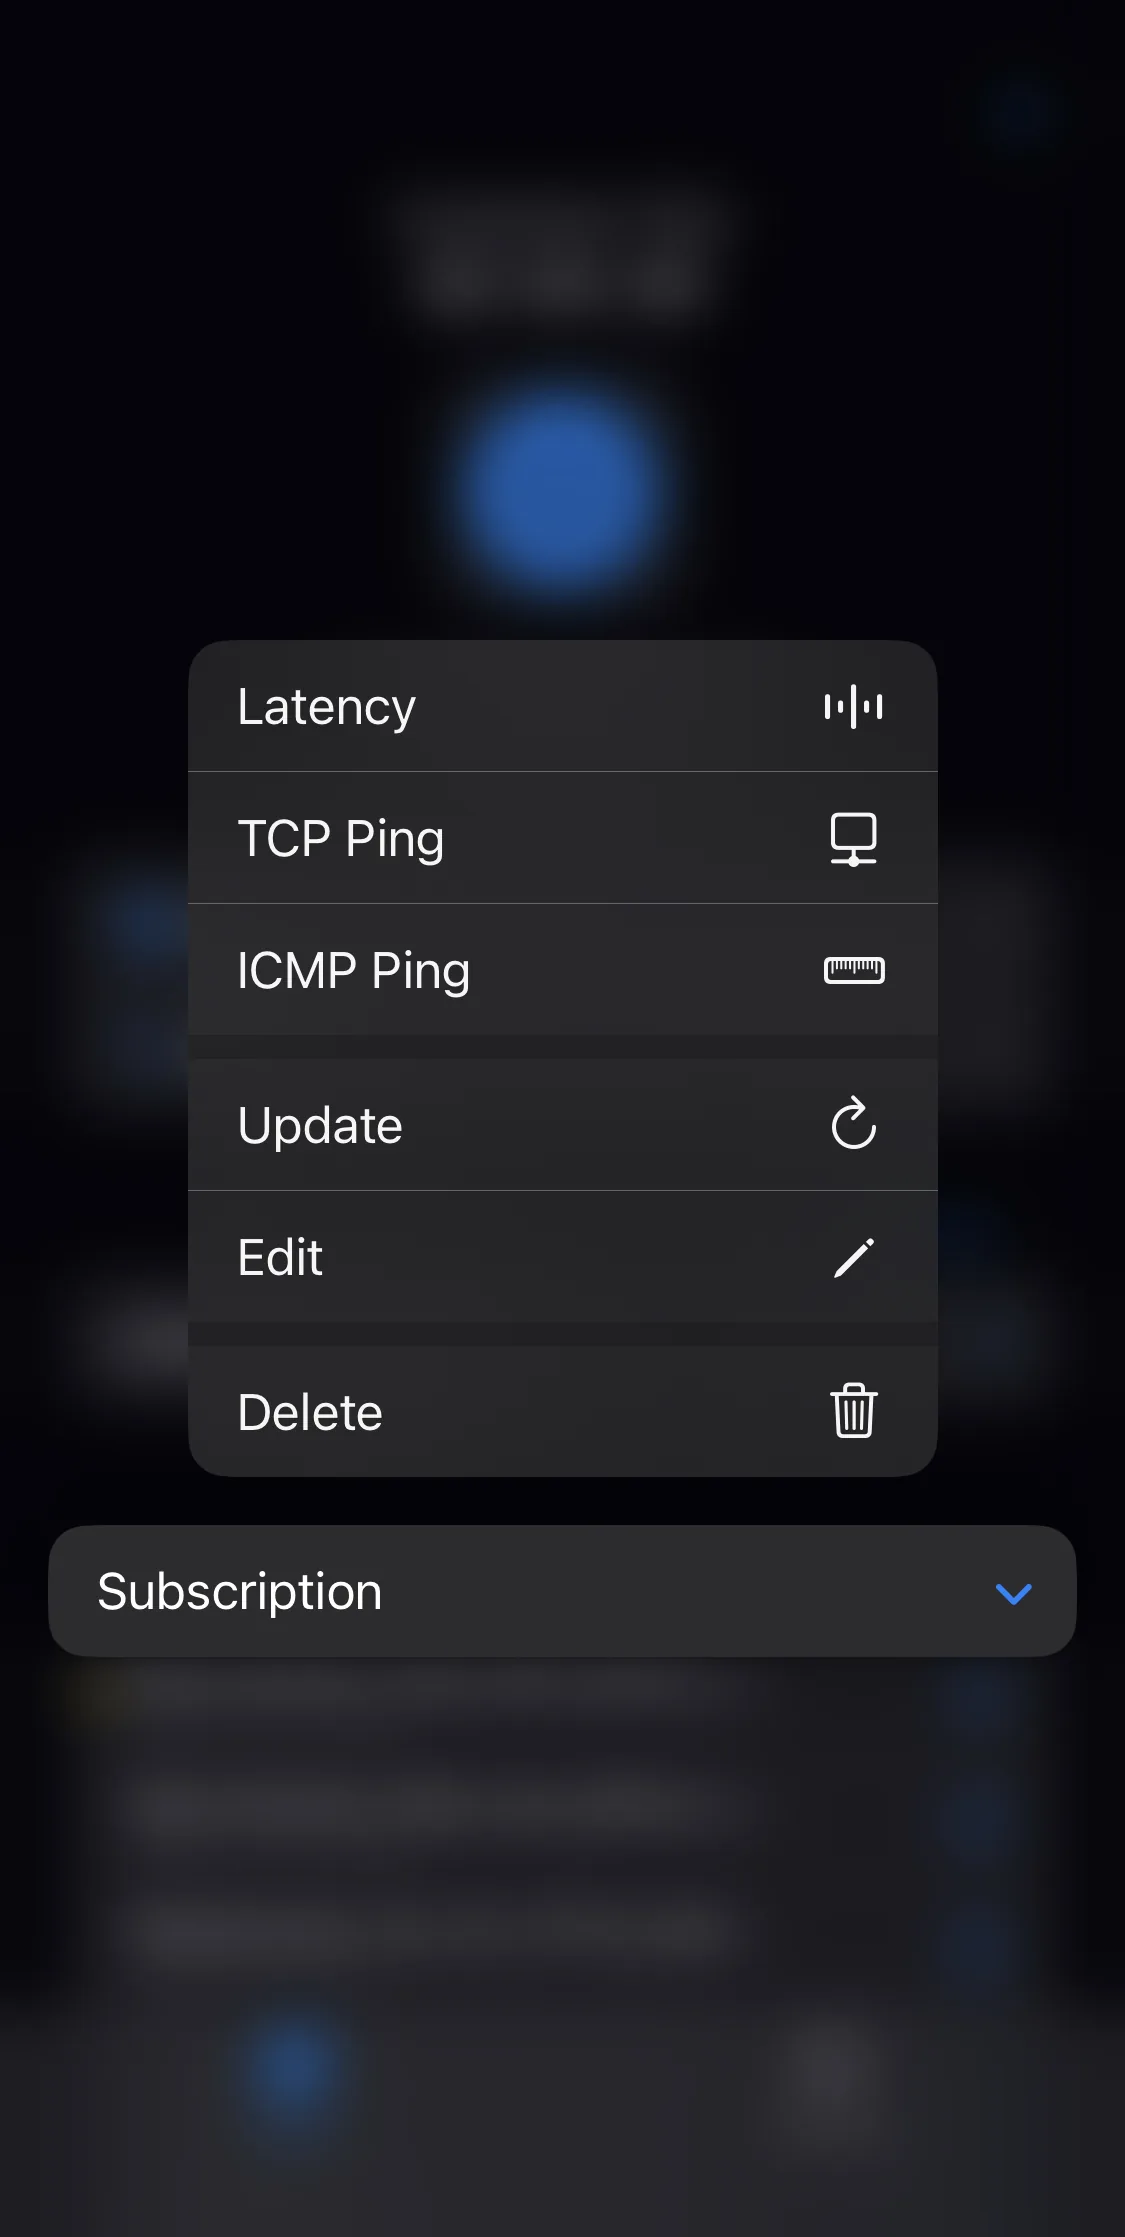 Latency
TCP Ping
ICMP Ping
Update
Edit
Delete
Subscription